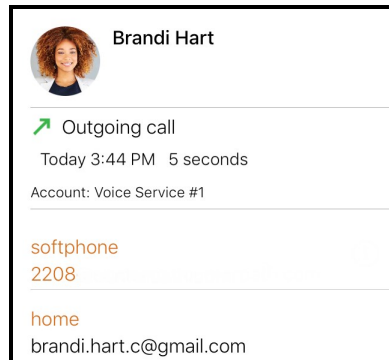 Brandi Hart
Outgoing call
Today 3:44 PM 5 seconds
Account: Voice Service #1
softphone
2208
home
brandi.hart.c@gmail.com